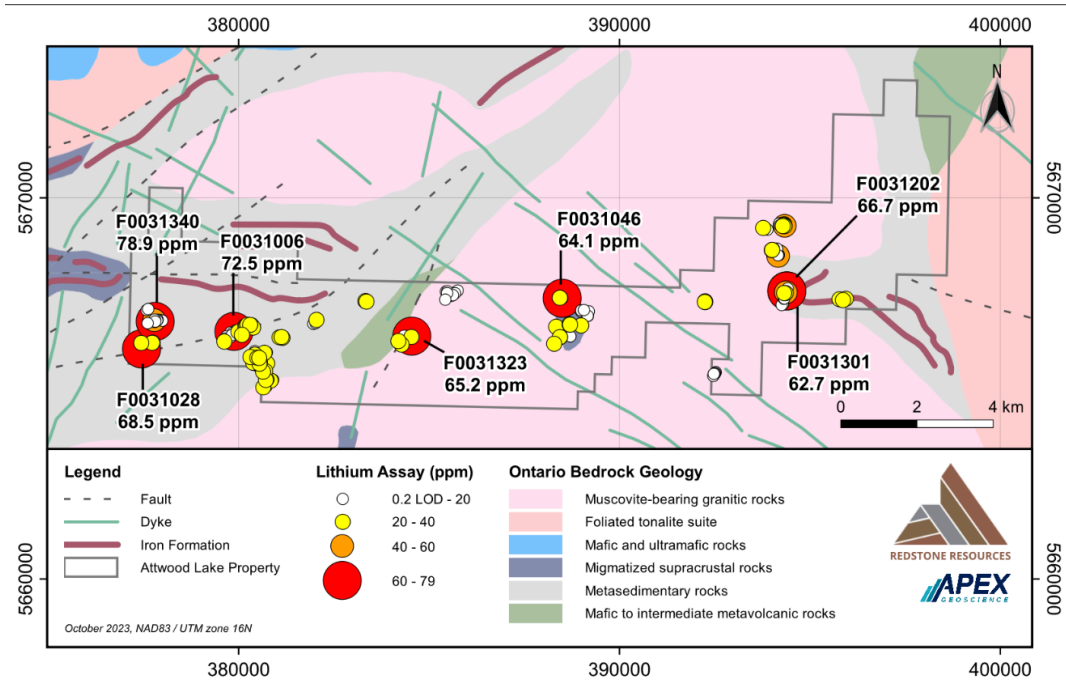 380000
390000
400000
N
5670000
5670000
F0031340
78.9 ppm
F0031006
72.5 ppm
F0031046
64.1 ppm
F0031202
66.7 ppm
F0031028
68.5 ppm
F0031323
65.2 ppm
F0031301
62.7 ppm
0 2 4 km
Legend
Fault
Dyke
Iron Formation
Attwood Lake Property
October 2023, NAD83 / UTM zone 16N
Lithium Assay (ppm)
0.2 LOD - 20
20 - 40
40 - 60
60 - 79
Ontario Bedrock Geology
Muscovite-bearing granitic rocks
Foliated tonalite suite
Mafic and ultramafic rocks
Migmatized supracrustal rocks
Metasedimentary rocks
Mafic to intermediate metavolcanic rocks
REDSTONE RESOURCES
APEX
GEOSCIENCE
5660000
5660000
380000
390000
400000